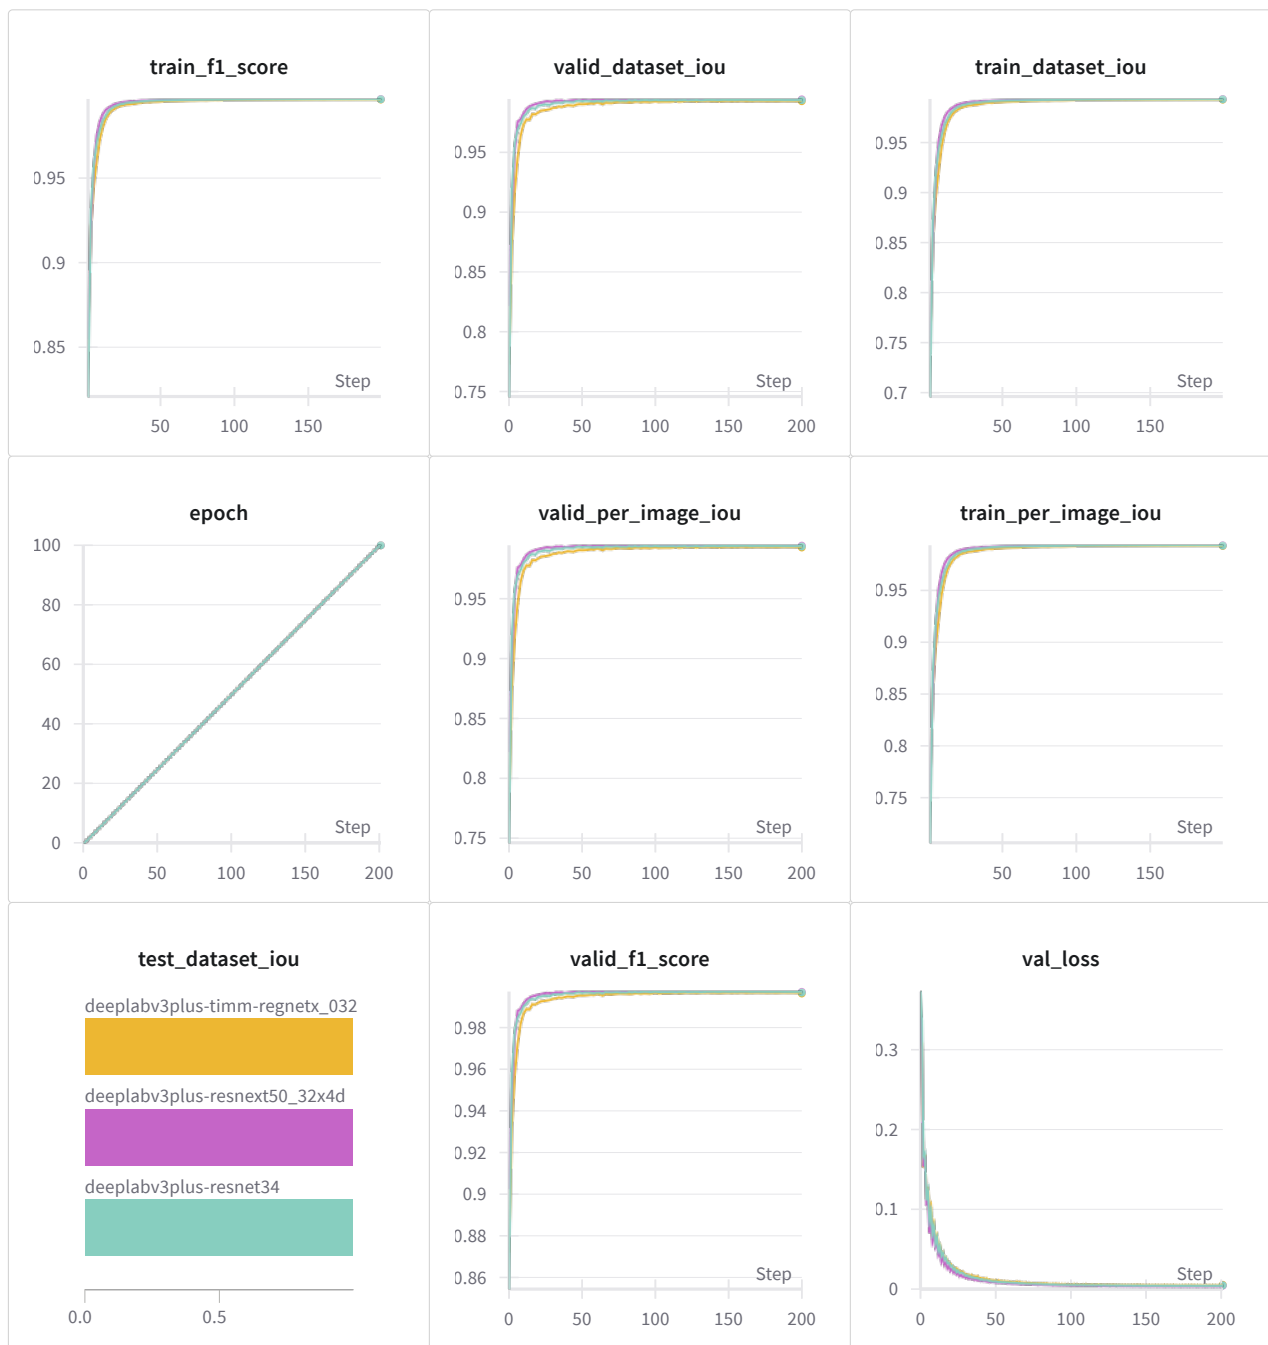 train_f1_score
0.95
0.9
0.85
Step
50 100 150
valid_dataset_iou
0.95
0.9
0.85
0.8
0.75
Step
0 50 100 150 200
train_dataset_iou
0.95
0.9
0.85
0.8
0.75
0.7
Step
50 100 150
epoch
100
80
60
40
20
0
Step
0 50 100 150 200
valid_per_image_iou
0.95
0.9
0.85
0.8
0.75
Step
0 50 100 150 200
train_per_image_iou
0.95
0.9
0.85
0.8
0.75
Step
50 100 150
test_dataset_iou
deeplabv3plus-timm-regnetx_032
deeplabv3plus-resnext50_32x4d
deeplabv3plus-resnet34
0.0 0.5
valid_f1_score
0.98
0.96
0.94
0.92
0.9
0.88
0.86
Step
0 50 100 150 200
val_loss
0.3
0.2
0.1
0
Step
0 50 100 150 200